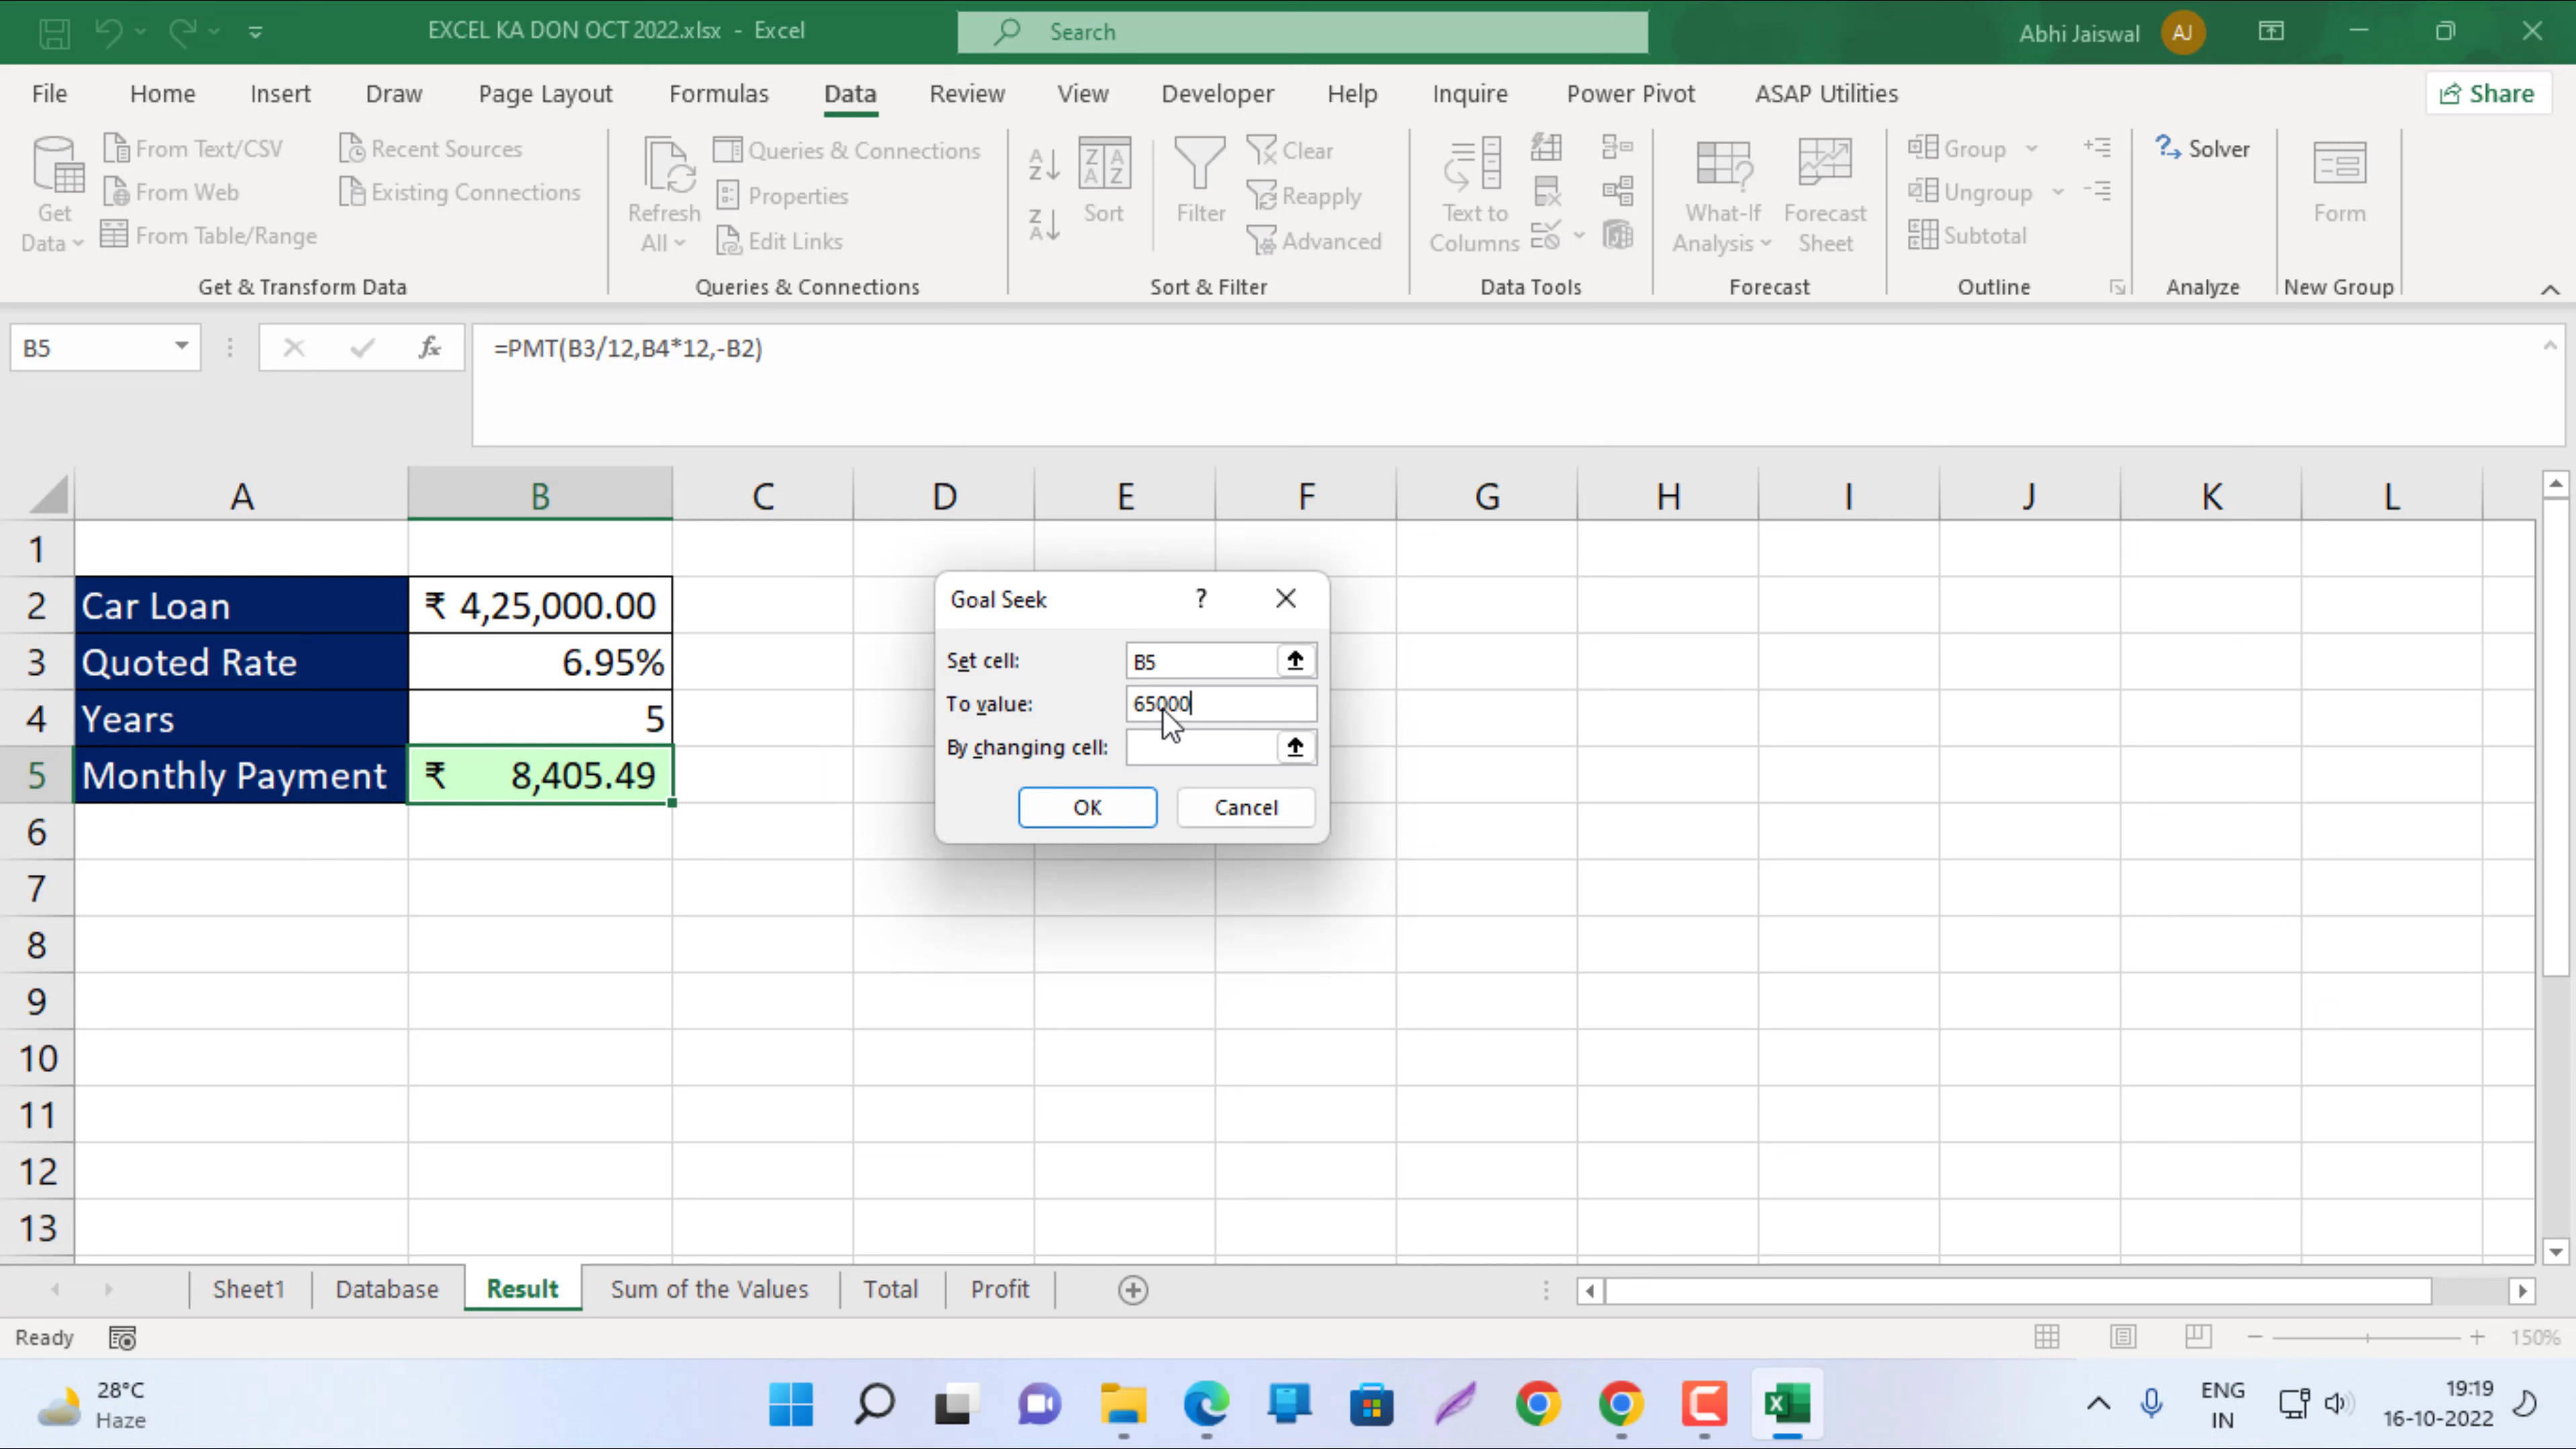 EXCEL KA DON OCT 2022.xlsx - Excel
Search
Abhi Jaiswal
AJ
File Home Insert Draw Page Layout Formulas Data Review View Developer Help Inquire Power Pivot ASAP Utilities
Share
Get Data
From Text/CSV
From Web
From Table/Range
Recent Sources
Existing Connections
Get & Transform Data
Refresh All
Queries & Connections
Properties
Edit Links
Queries & Connections
Sort
Filter
Clear
Reapply
Advanced
Sort & Filter
Text to Columns
Data Tools
What-If Analysis
Forecast Sheet
Forecast
Group
Ungroup
Subtotal
Outline
Solver
Analyze
Form
New Group
B5
fx
=PMT(B3/12,B4*12,-B2)
A B C D E F G H I J K L
1
2 Car Loan ₹ 4,25,000.00
3 Quoted Rate 6.95%
4 Years 5
5 Monthly Payment ₹ 8,405.49
6
7
8
9
10
11
12
13
Goal Seek ?
Set cell: B5
To value: 65000
By changing cell:
OK Cancel
Sheet1 Database Result Sum of the Values Total Profit
Ready
150%
28°C
Haze
ENG
IN
19:19
16-10-2022